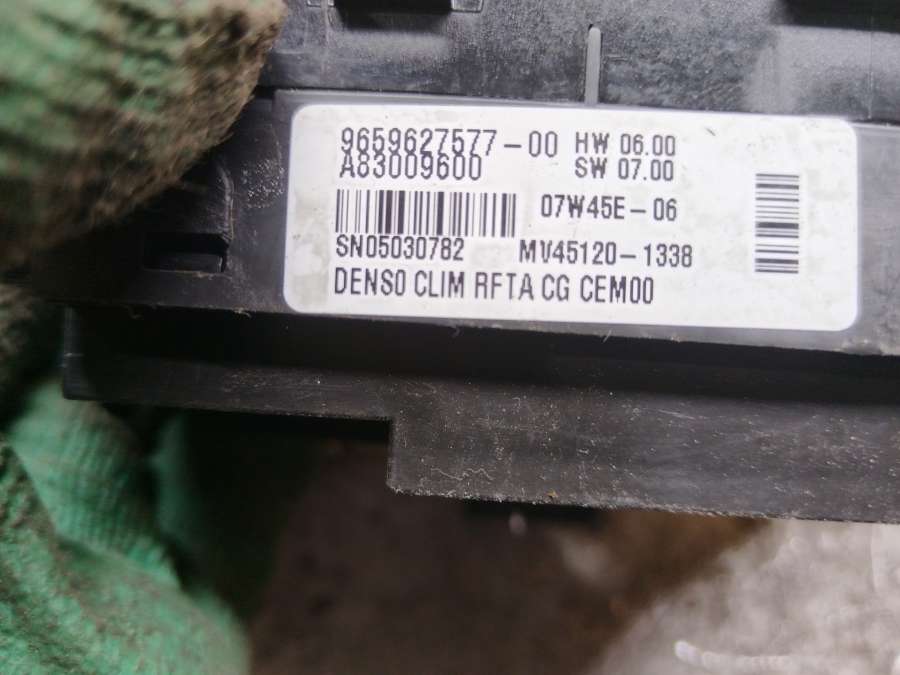 9659627577-00 HW 06.00
A83009600 SW 07.00
07W45E-06
SN05030782 MV45120-1338
DENSO CLIM RFTA CG CEM00